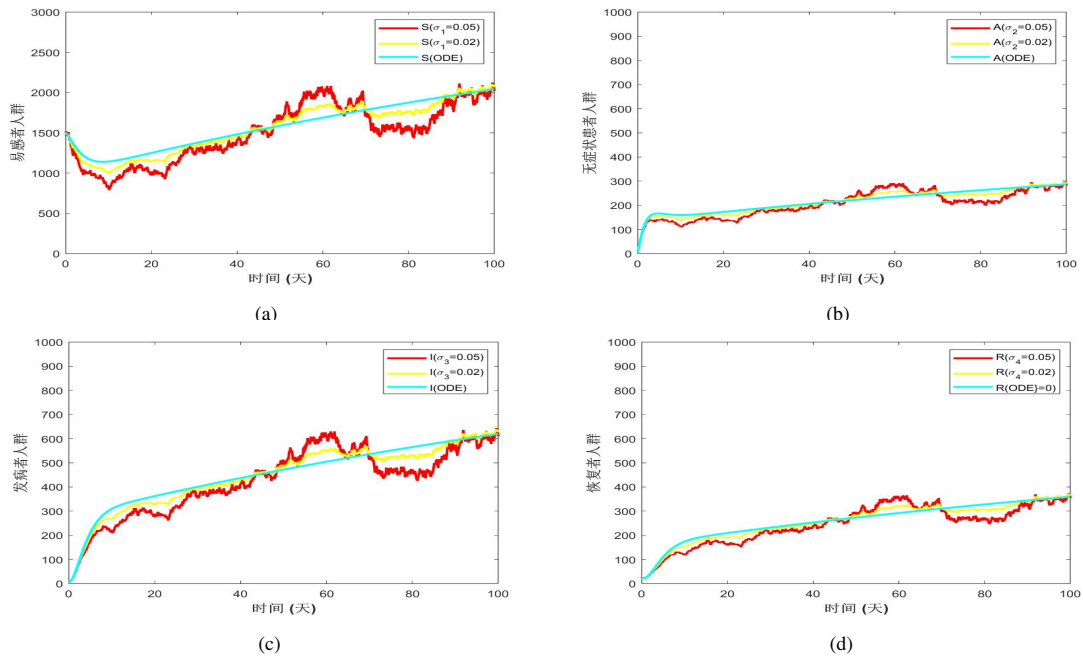 3000
2500
2000
1500
1000
500
0
易感者人群
S(σ1=0.05)
S(σ1=0.02)
S(ODE)
0 20 40 60 80 100
时间 (天)
(a)
1000
900
800
700
600
500
400
300
200
100
0
无症状患者人群
A(σ2=0.05)
A(σ2=0.02)
A(ODE)
0 20 40 60 80 100
时间 (天)
(b)
1000
900
800
700
600
500
400
300
200
100
0
发病者人群
I(σ3=0.05)
I(σ3=0.02)
I(ODE)
0 20 40 60 80 100
时间 (天)
(c)
1000
900
800
700
600
500
400
300
200
100
0
恢复者人群
R(σ4=0.05)
R(σ4=0.02)
R(ODE}=0)
0 20 40 60 80 100
时间 (天)
(d)